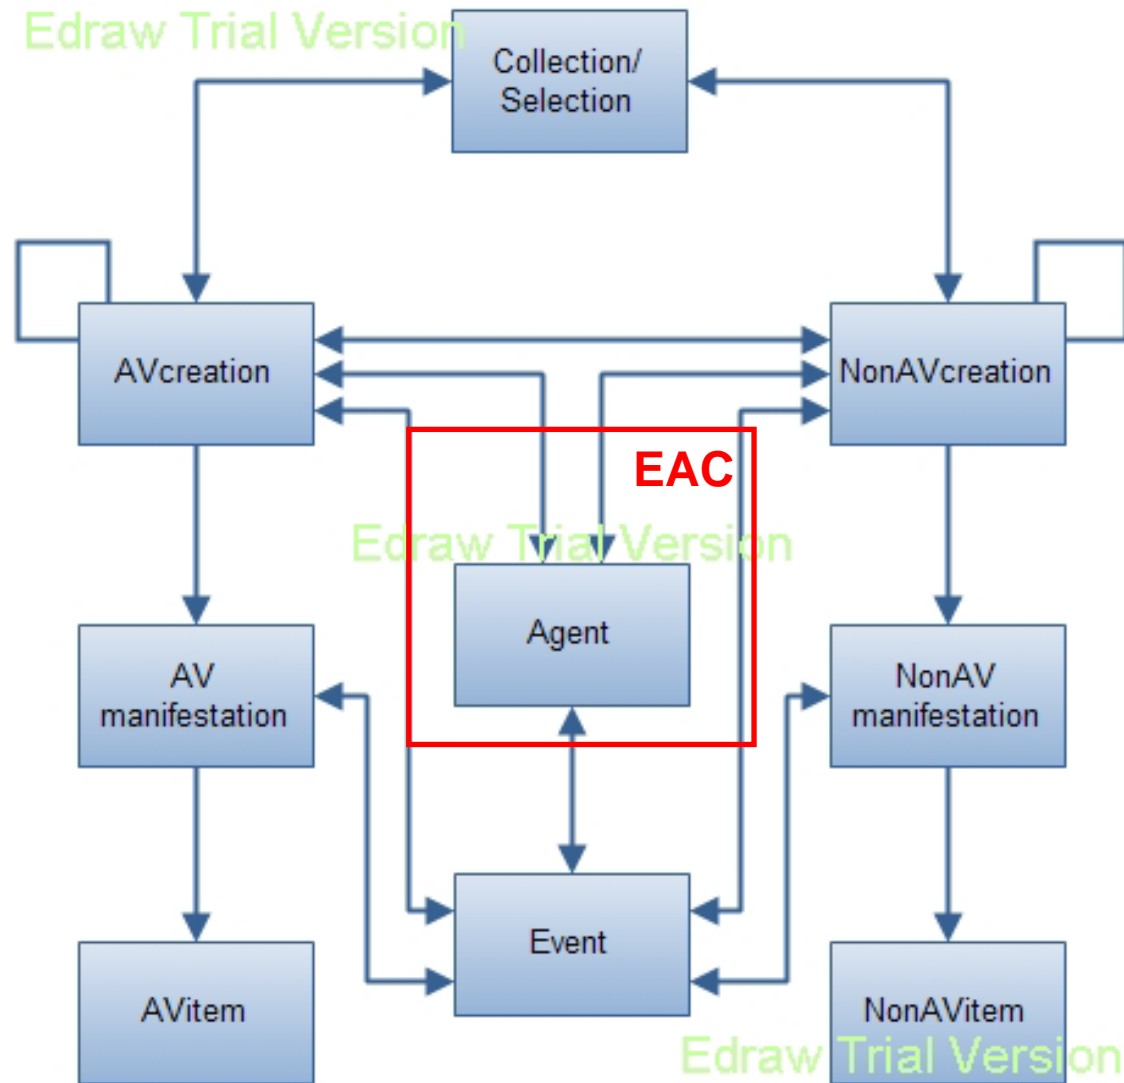 Edraw Trial Version
Collection/
Selection
AVcreation
NonAVcreation
EAC
Edraw Trial Version
Agent
AV
manifestation
NonAV
manifestation
Event
AVitem
NonAVitem
Edraw Trial Version